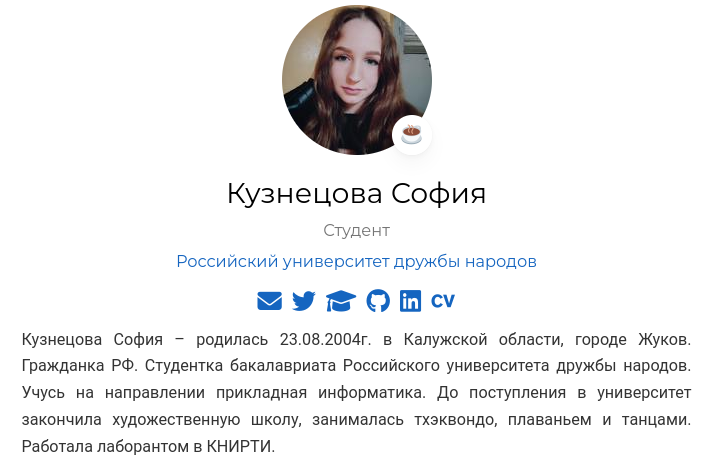 Кузнецова София
Студент
Российский университет дружбы народов
CV
Кузнецова София – родилась 23.08.2004г. в Калужской области, городе Жуков.
Гражданка РФ. Студентка бакалавриата Российского университета дружбы народов.
Учусь на направлении прикладная информатика. До поступления в университет
закончила художественную школу, занималась тхэквондо, плаваньем и танцами.
Работала лаборантом в КНИРТИ.